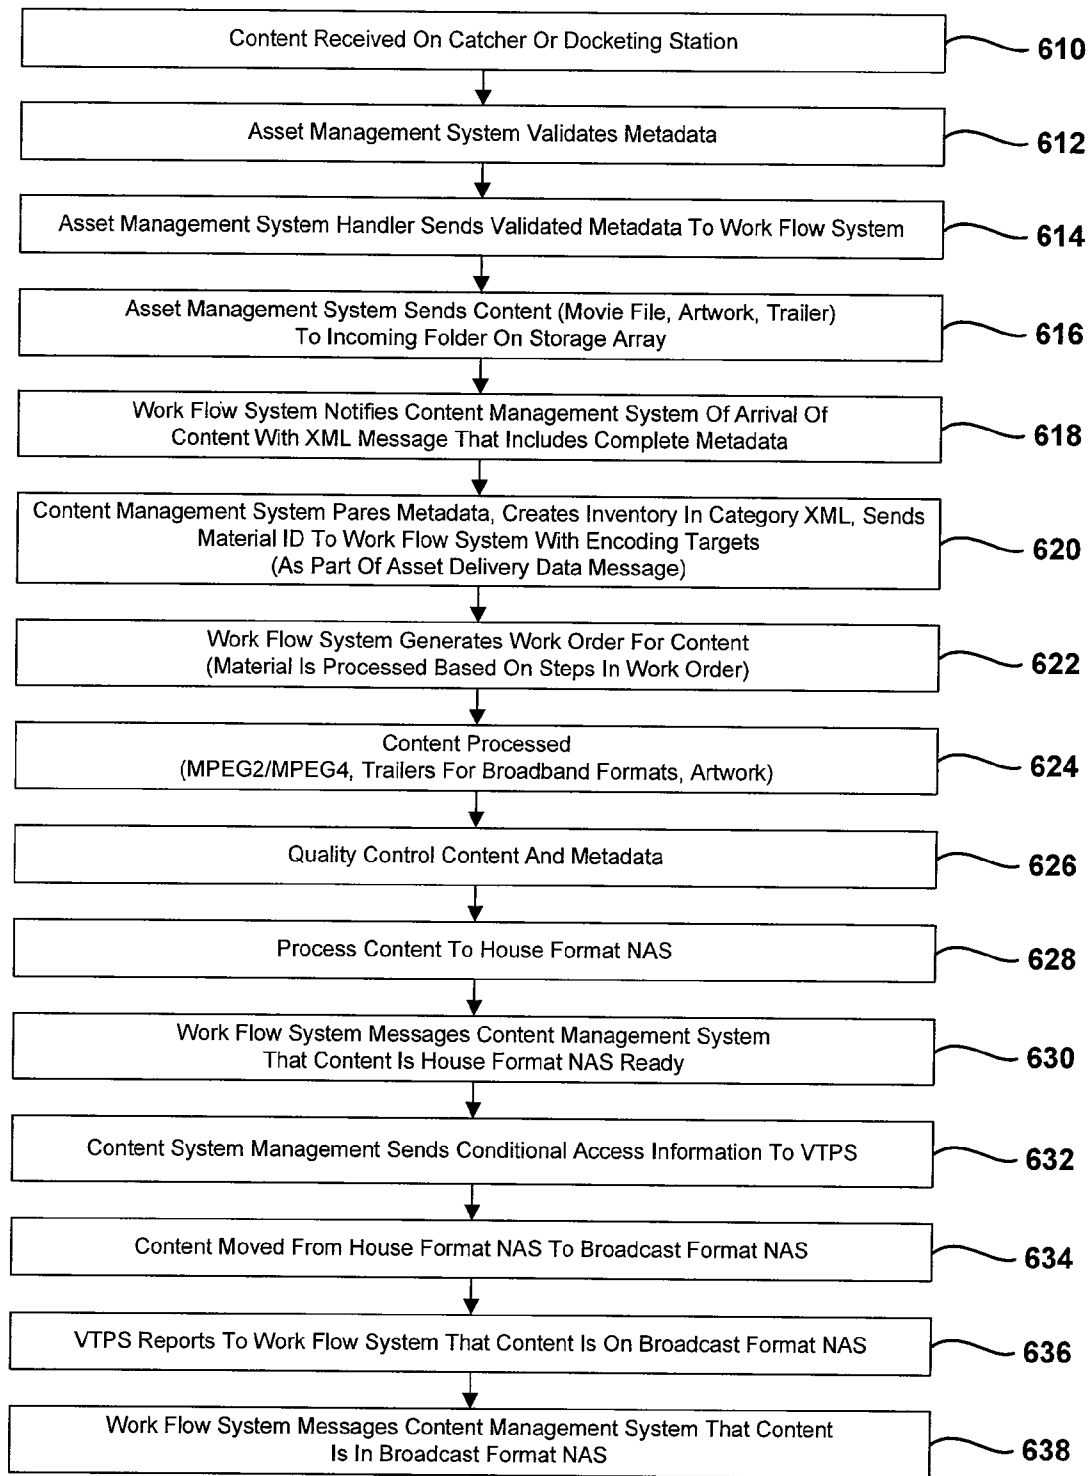 Content Received On Catcher Or Docketing Station
610
Asset Management System Validates Metadata
612
Asset Management System Handler Sends Validated Metadata To Work Flow System
614
Asset Management System Sends Content (Movie File, Artwork, Trailer)
To Incoming Folder On Storage Array
616
Work Flow System Notifies Content Management System Of Arrival Of
Content With XML Message That Includes Complete Metadata
618
Content Management System Pares Metadata, Creates Inventory In Category XML, Sends
Material ID To Work Flow System With Encoding Targets
(As Part Of Asset Delivery Data Message)
620
Work Flow System Generates Work Order For Content
(Material Is Processed Based On Steps In Work Order)
622
Content Processed
(MPEG2/MPEG4, Trailers For Broadband Formats, Artwork)
624
Quality Control Content And Metadata
626
Process Content To House Format NAS
628
Work Flow System Messages Content Management System
That Content Is House Format NAS Ready
630
Content System Management Sends Conditional Access Information To VTPS
632
Content Moved From House Format NAS To Broadcast Format NAS
634
VTPS Reports To Work Flow System That Content Is On Broadcast Format NAS
636
Work Flow System Messages Content Management System That Content
Is In Broadcast Format NAS
638